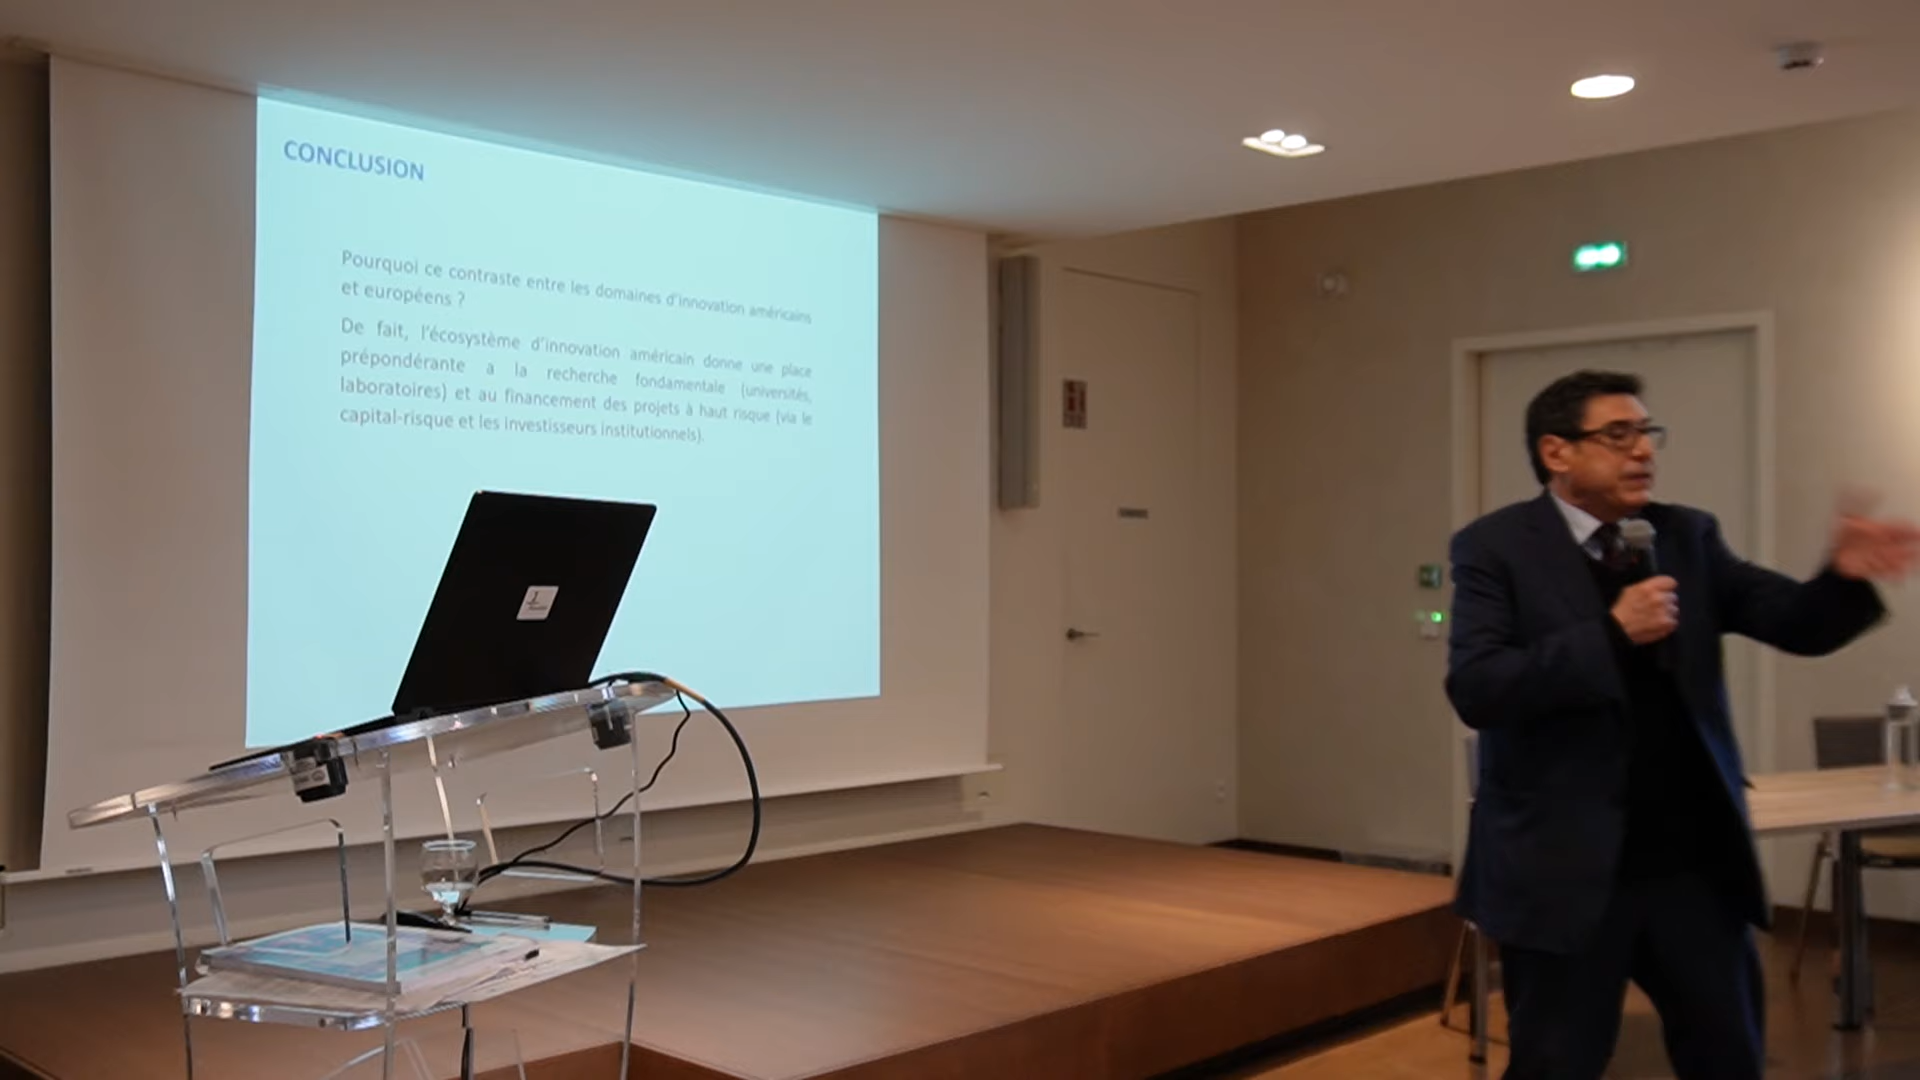 CONCLUSION
Pourquoi ce contraste entre les domaines d'innovation américains
et européens ?
De fait, l'écosystème d'innovation américain donne une place
prépondérante a la recherche fondamentale (universités,
laboratoires) et au financement des projets à haut risque (via le
capital-risque et les investisseurs institutionnels).